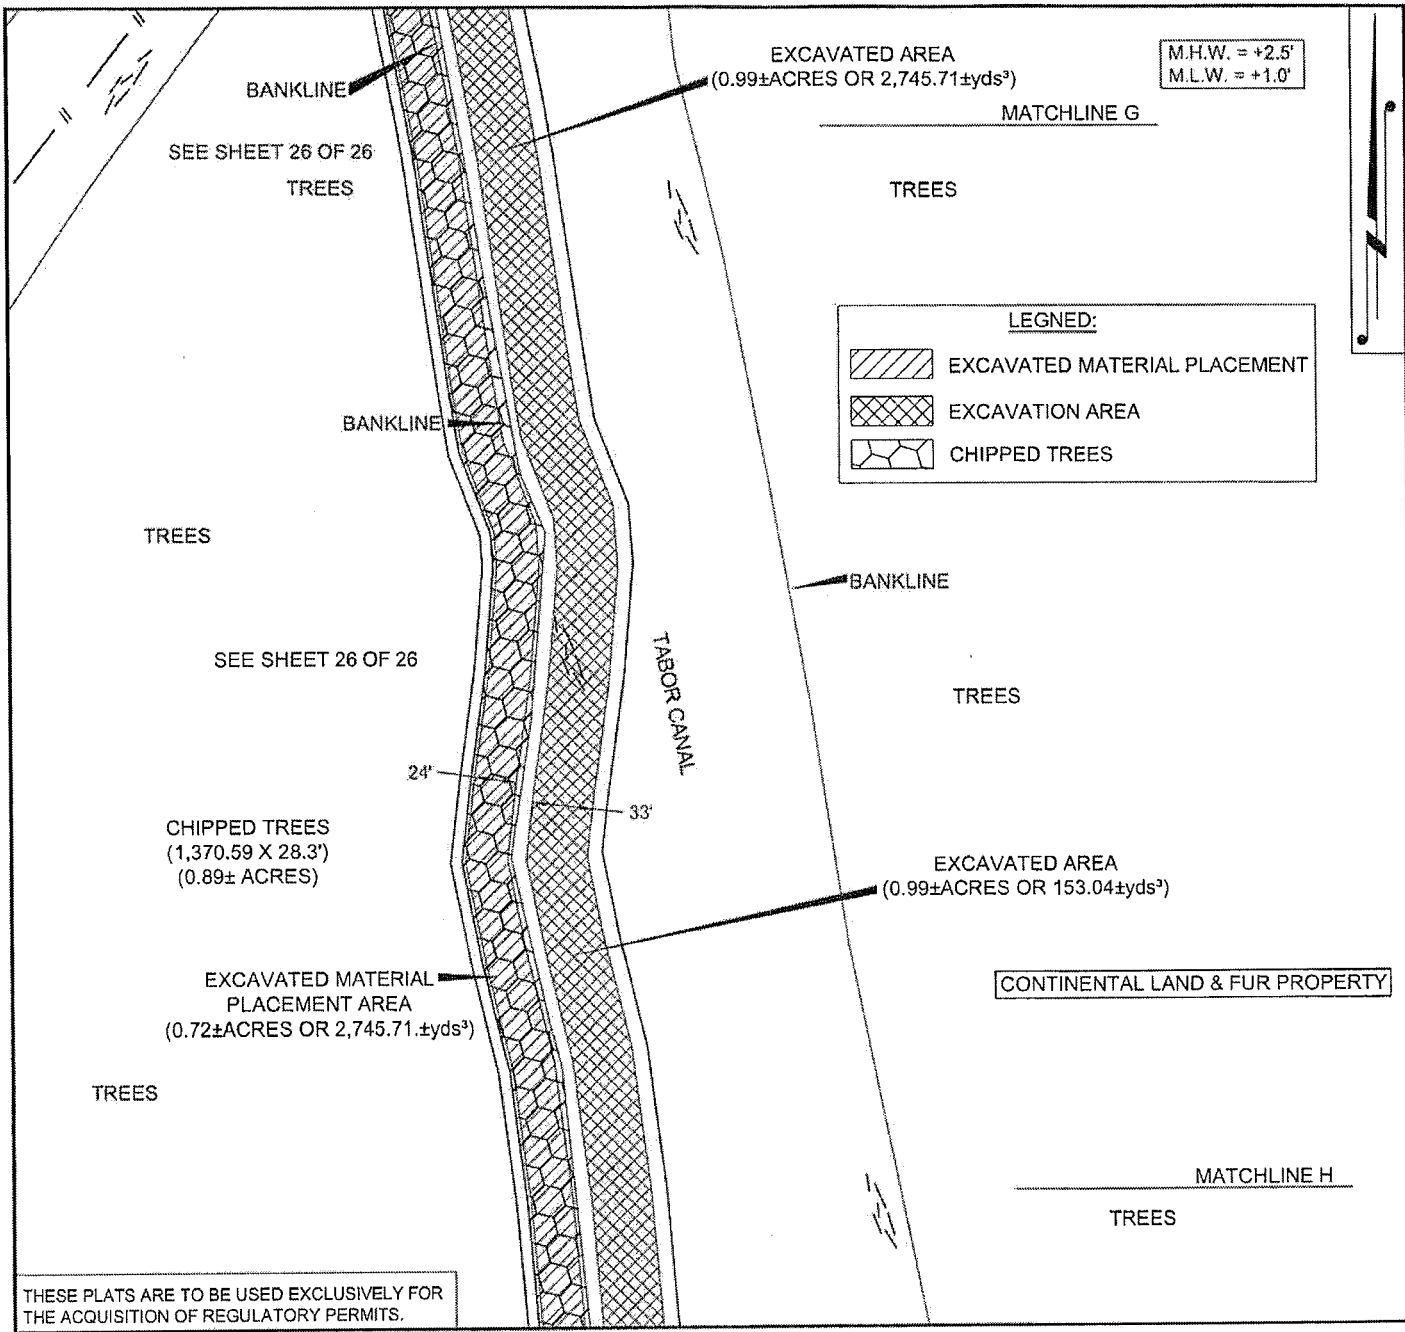 EXCAVATED AREA
(0.99±ACRES OR 2,745.71±yds³)
M.H.W. = +2.5'
M.L.W. = +1.0'
BANKLINE
MATCHLINE G
SEE SHEET 26 OF 26
TREES
TREES
LEGNED:
EXCAVATED MATERIAL PLACEMENT
EXCAVATION AREA
CHIPPED TREES
BANKLINE
TREES
BANKLINE
SEE SHEET 26 OF 26
TABOR CANAL
TREES
24'
33'
CHIPPED TREES
(1,370.59 X 28.3')
(0.89± ACRES)
EXCAVATED AREA
(0.99±ACRES OR 153.04±yds³)
EXCAVATED MATERIAL
PLACEMENT AREA
(0.72±ACRES OR 2,745.71.±yds³)
CONTINENTAL LAND & FUR PROPERTY
TREES
MATCHLINE H
TREES
THESE PLATS ARE TO BE USED EXCLUSIVELY FOR
THE ACQUISITION OF REGULATORY PERMITS.